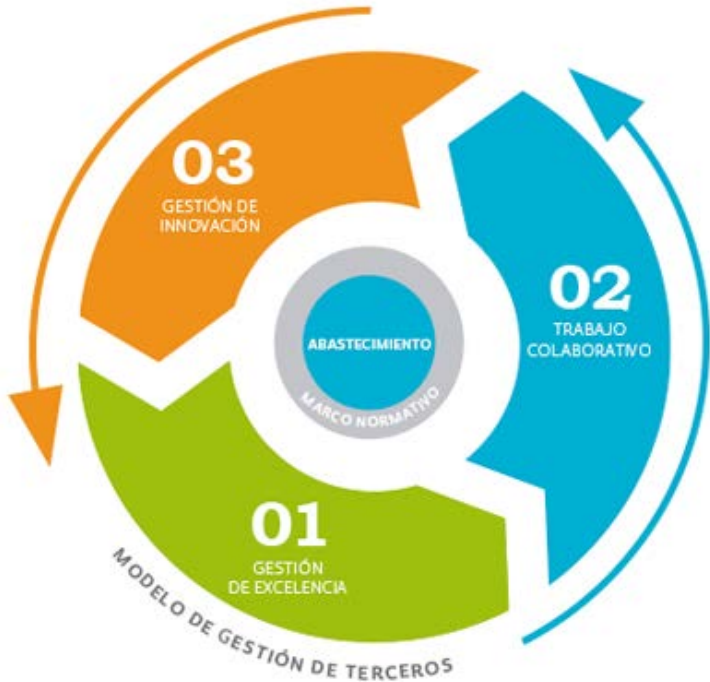 03
GESTIÓN DE
INNOVACIÓN
02
TRABAJO
COLABORATIVO
ABASTECIMIENTO
MARCO NORMATIVO
01
GESTIÓN
DE EXCELENCIA
MODELO DE GESTIÓN DE TERCEROS